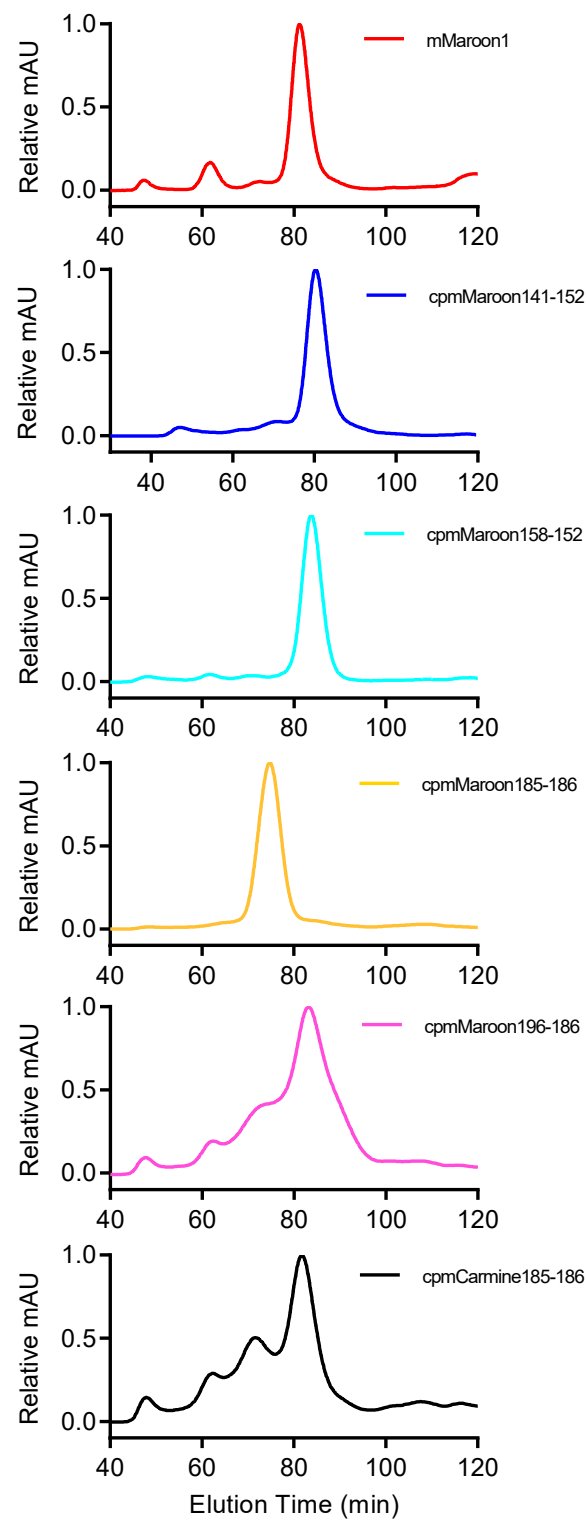 1.0
mMaroon1
0.5
Relative mAU
0.0
40 60 80 100 120
1.0
cpmMaroon141-152
0.5
Relative mAU
0.0
40 60 80 100 120
1.0
cpmMaroon158-152
0.5
Relative mAU
0.0
40 60 80 100 120
1.0
cpmMaroon185-186
0.5
Relative mAU
0.0
40 60 80 100 120
1.0
cpmMaroon196-186
0.5
Relative mAU
0.0
40 60 80 100 120
1.0
cpmCarmine185-186
0.5
Relative mAU
0.0
40 60 80 100 120
Elution Time (min)